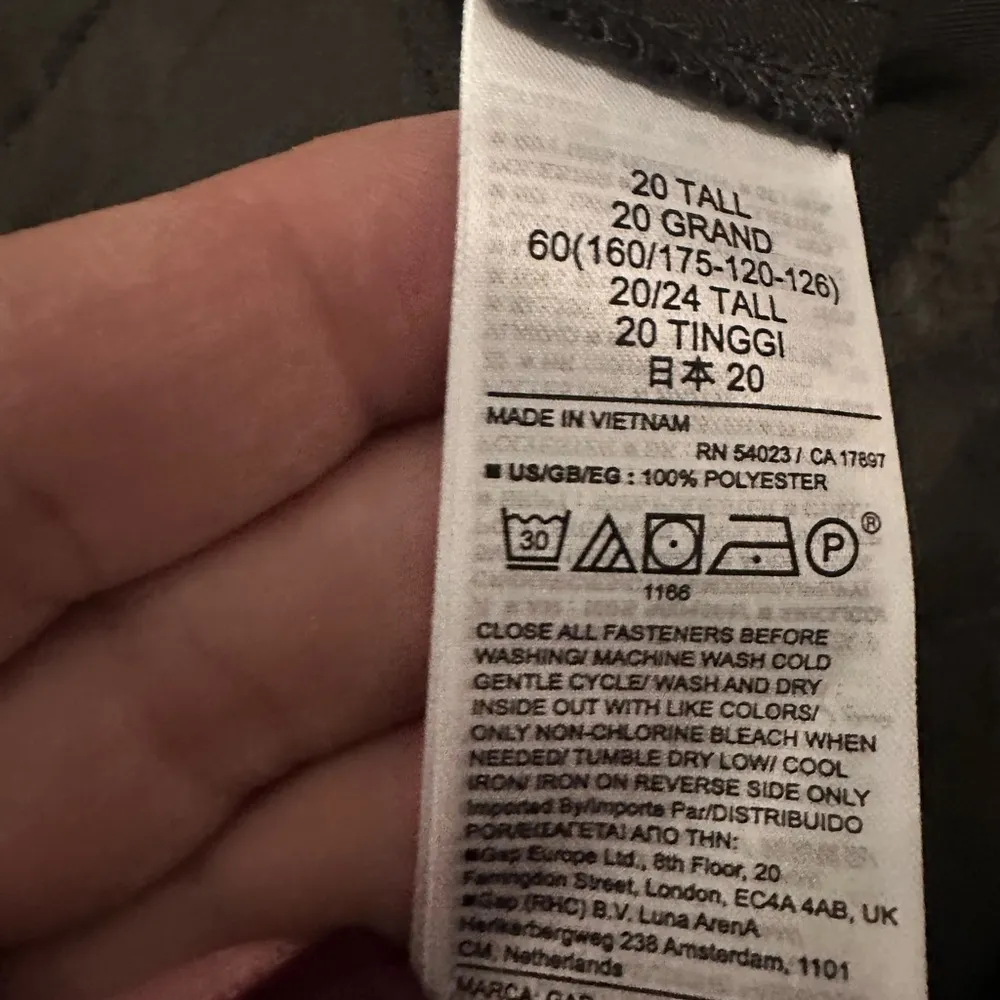 20 TALL
20 GRAND
60(160/175-120-126)
20/24 TALL
20 TINGGI
日本 20
MADE IN VIETNAM
RN 54023 / CA 17897
■ US/GB/EG : 100% POLYESTER
30
P ®
1166
CLOSE ALL FASTENERS BEFORE
WASHING/ MACHINE WASH COLD
GENTLE CYCLE/ WASH AND DRY
INSIDE OUT WITH LIKE COLORS/
ONLY NON-CHLORINE BLEACH WHEN
NEEDED/ TUMBLE DRY LOW/ COOL
IRON/ IRON ON REVERSE SIDE ONLY
Imported By/Importe Par/DISTRIBUIDO
POR/ΕΙΣΑΓΕΤΑΙ ΑΠΟ ΤΗΝ:
■Gap Europe Ltd., 8th Floor, 20
Farringdon Street, London, EC4A 4AB, UK
■Gap (RHC) B.V. Luna ArenA
Herikerbergweg 238 Amsterdam, 1101
CM, Netherlands
MARCA: GAP